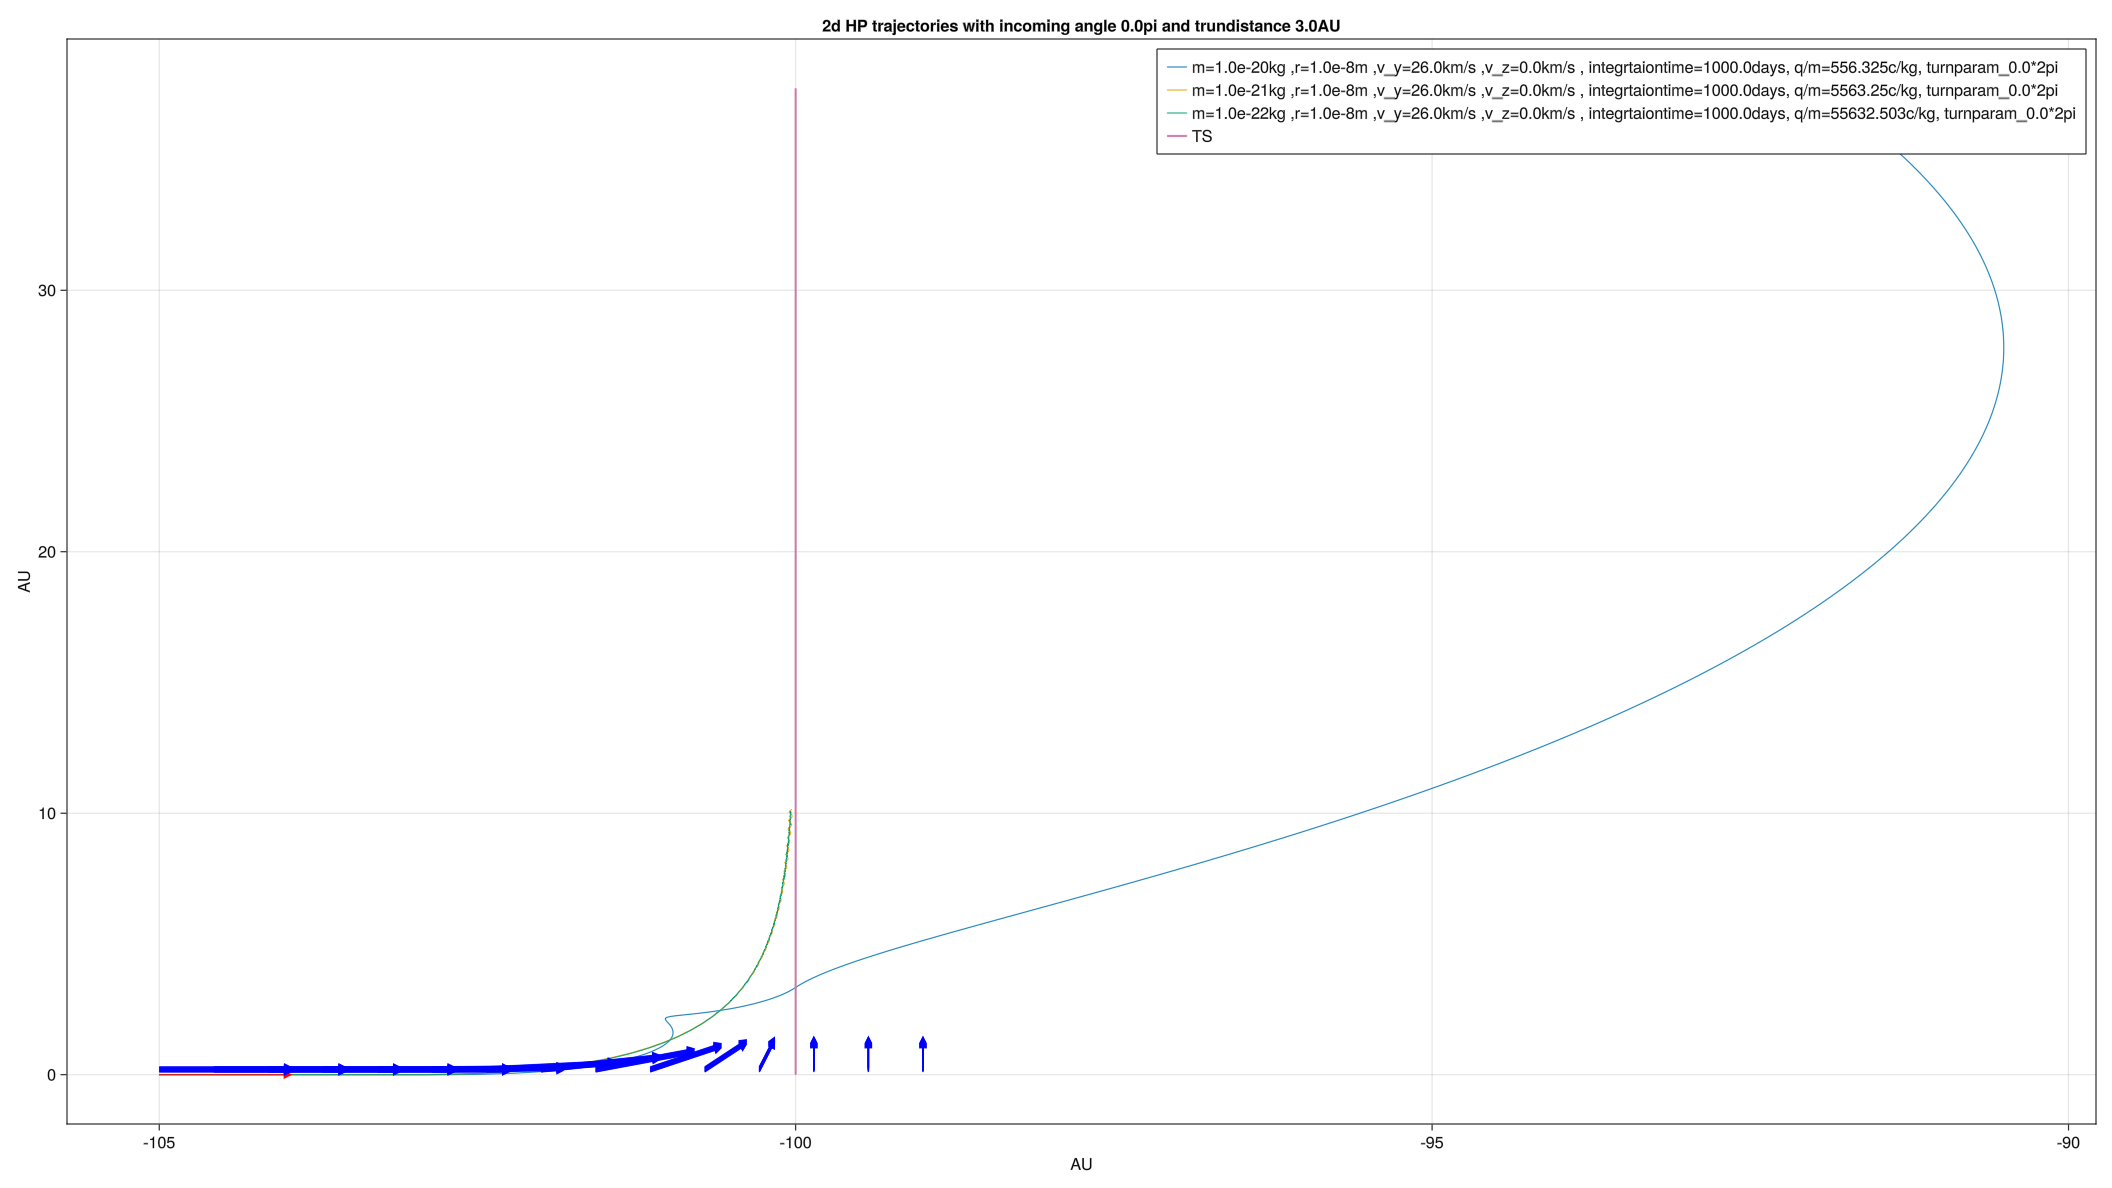 2d HP trajectories with incoming angle 0.0pi and trundistance 3.0AU
m=1.0e-20kg ,r=1.0e-8m ,v_y=26.0km/s ,v_z=0.0km/s , integrtaiontime=1000.0days, q/m=556.325c/kg, turnparam_0.0*2pi
m=1.0e-21kg ,r=1.0e-8m ,v_y=26.0km/s ,v_z=0.0km/s , integrtaiontime=1000.0days, q/m=5563.25c/kg, turnparam_0.0*2pi
m=1.0e-22kg ,r=1.0e-8m ,v_y=26.0km/s ,v_z=0.0km/s , integrtaiontime=1000.0days, q/m=55632.503c/kg, turnparam_0.0*2pi
TS
30
20
AU
10
0
-105
-100
-95
-90
AU